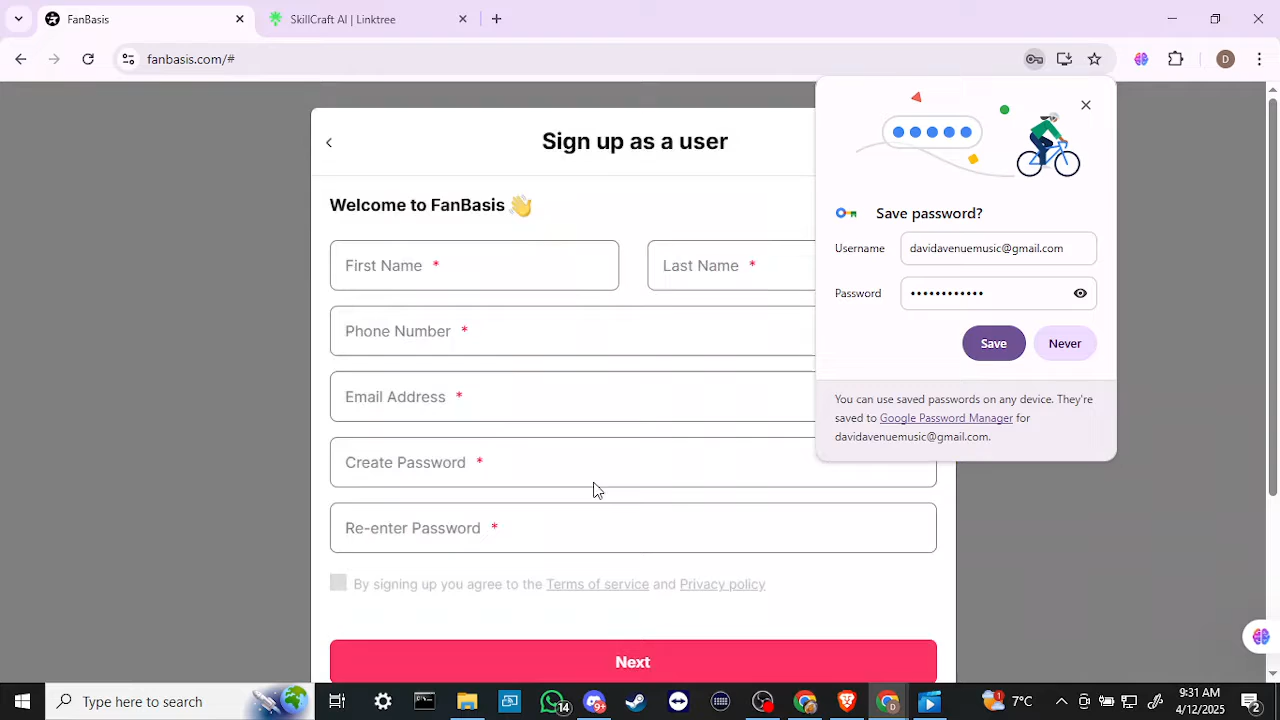 FanBasis
SkillCraft AI | Linktree
fanbasis.com/#
D
Sign up as a user
Welcome to FanBasis
First Name *
Last Name *
Phone Number *
Email Address *
Create Password *
Re-enter Password *
By signing up you agree to the Terms of service and Privacy policy
Next
Save password?
Username
davidavenuemusic@gmail.com
Password
Save
Never
You can use saved passwords on any device. They're
saved to Google Password Manager for
davidavenuemusic@gmail.com.
Type here to search
14
9+
D
7°C
9:31 AM
4/12/2025
2